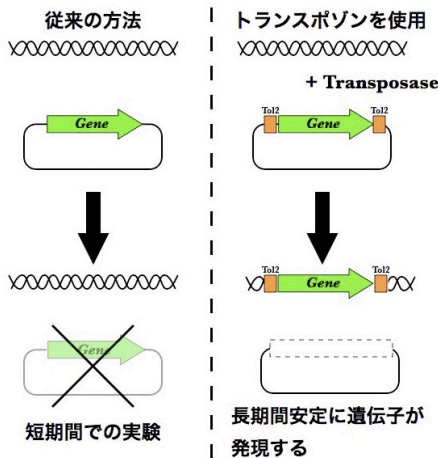 従来の方法
Gene
Gene
短期間での実験
トランスポゾンを使用
+ Transposase
Tol2 Gene Tol2
Tol2 Gene Tol2
長期間安定に遺伝子が
発現する